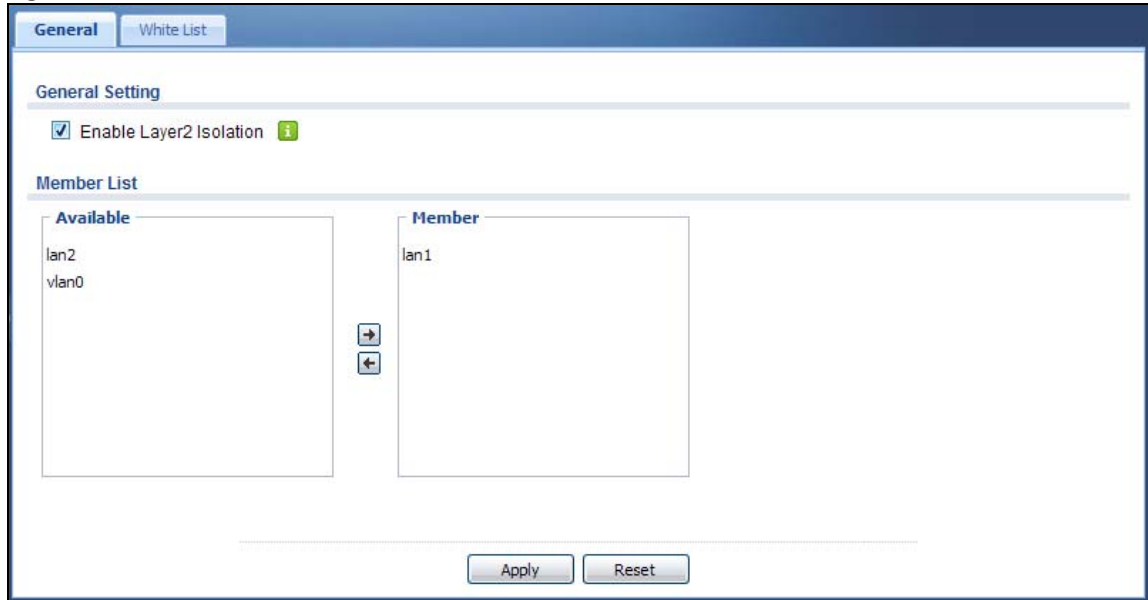 General White List
General Setting
Enable Layer2 Isolation
Member List
Available Member
lan2 lan1
vlan0
Apply Reset